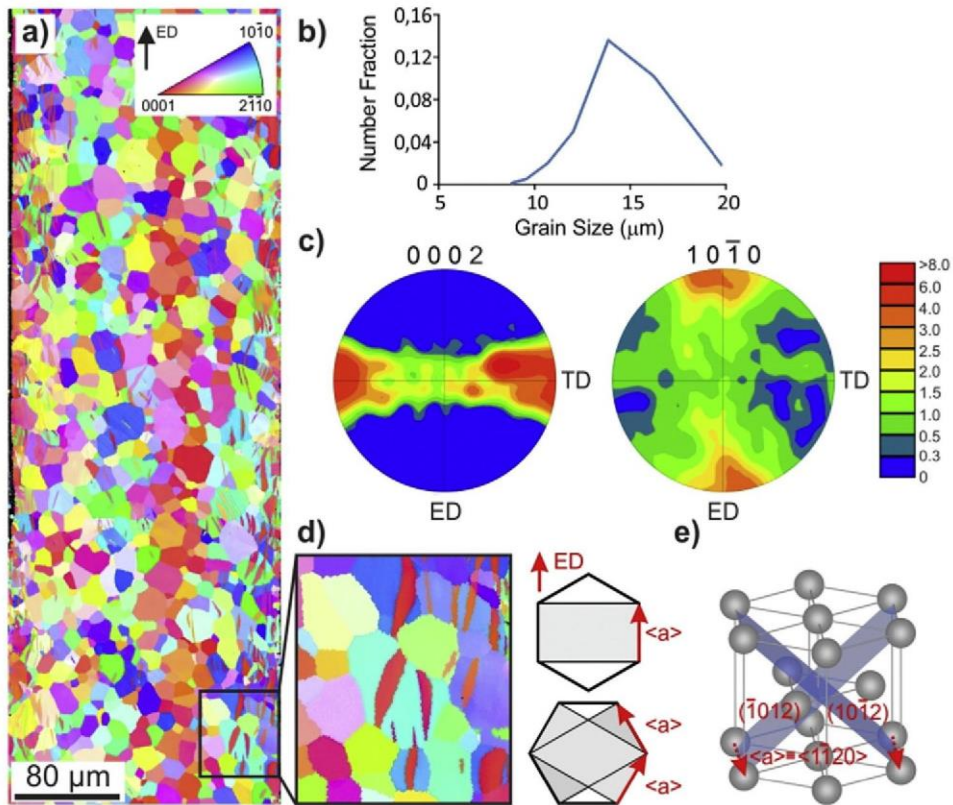 a)
ED
101̄0
0001
21̄1̄0
80 µm
b)
Number Fraction
0,16
0,12
0,08
0,04
0
5
10
15
20
Grain Size (µm)
c)
0 0 0 2
1 0 1̄ 0
TD
TD
ED
ED
>8.0
6.0
4.0
3.0
2.5
2.0
1.5
1.0
0.5
0.3
0
d)
ED
<a>
<a>
<a>
e)
(1̄012)
(101̄2)
<a>=<11̄20>